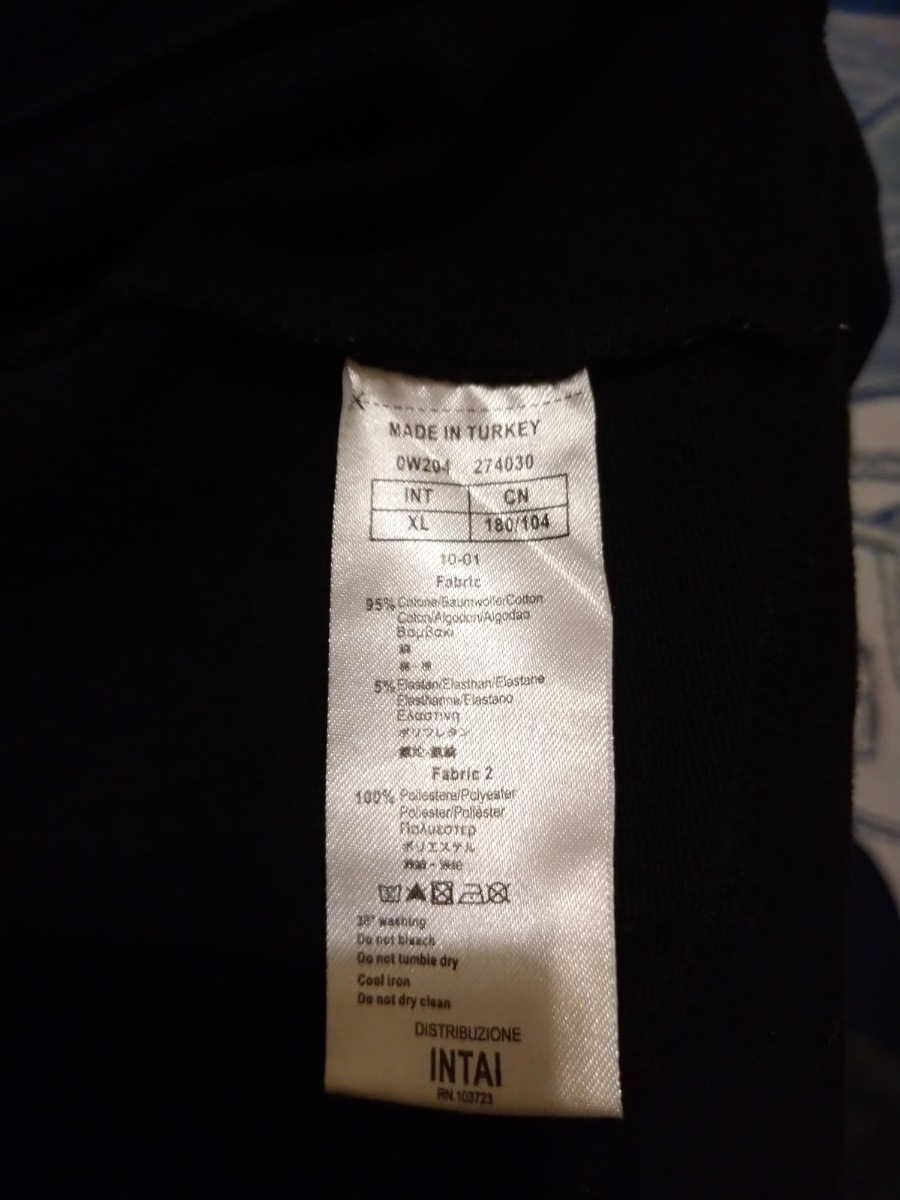 MADE IN TURKEY
0W204 274030
INT CN
XL 180/104
10-01
Fabric
95% Cotone/Baumwolle/Cotton
Coton/Algodon/Algodao
Βαμβακι
綿
5% Elastan/Elasthan/Elastane
Elasthanne/Elastano
Ελαστινη
ポリウレタン
Fabric 2
100% Poliestere/Polyester
Poliester/Poliéster
Πολυεστερ
ポリエステル
30° washing
Do not bleach
Do not tumble dry
Cool iron
Do not dry clean
DISTRIBUZIONE
INTAI
RN.103723